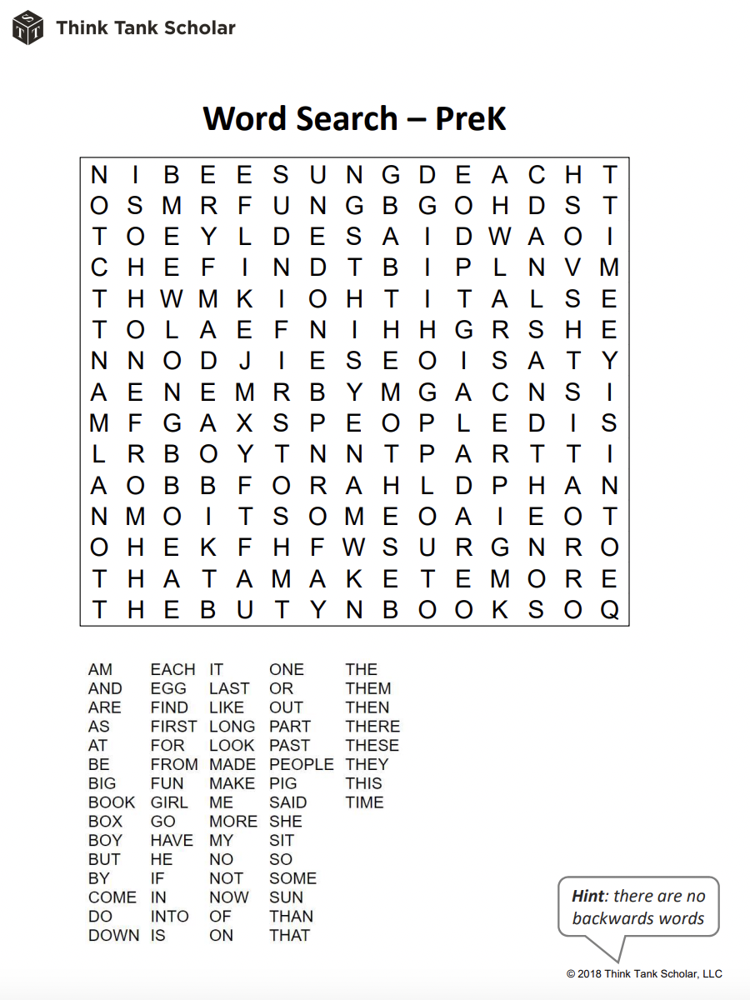 STT Think Tank Scholar
Word Search – PreK
N I B E E S U N G D E A C H T
O S M R F U N G B G O H D S T
T O E Y L D E S A I D W A O I
C H E F I N D T B I P L N V M
T H W M K I O H T I T A L S E
T O L A E F N I H H G R S H E
N N O D J I E S E O I S A T Y
A E N E M R B Y M G A C N S I
M F G A X S P E O P L E D I S
L R B O Y T N N T P A R T T I
A O B B F O R A H L D P H A N
N M O I T S O M E O A I E O T
O H E K F H F W S U R G N R O
T H A T A M A K E T E M O R E
T H E B U T Y N B O O K S O Q
AM EACH IT ONE THE
AND EGG LAST OR THEM
ARE FIND LIKE OUT THEN
AS FIRST LONG PART THERE
AT FOR LOOK PAST THESE
BE FROM MADE PEOPLE THEY
BIG FUN MAKE PIG THIS
BOOK GIRL ME SAID TIME
BOX GO MORE SHE
BOY HAVE MY SIT
BUT HE NO SO
BY IF NOT SOME
COME IN NOW SUN
DO INTO OF THAN
DOWN IS ON THAT
Hint: there are no
backwards words
© 2018 Think Tank Scholar, LLC